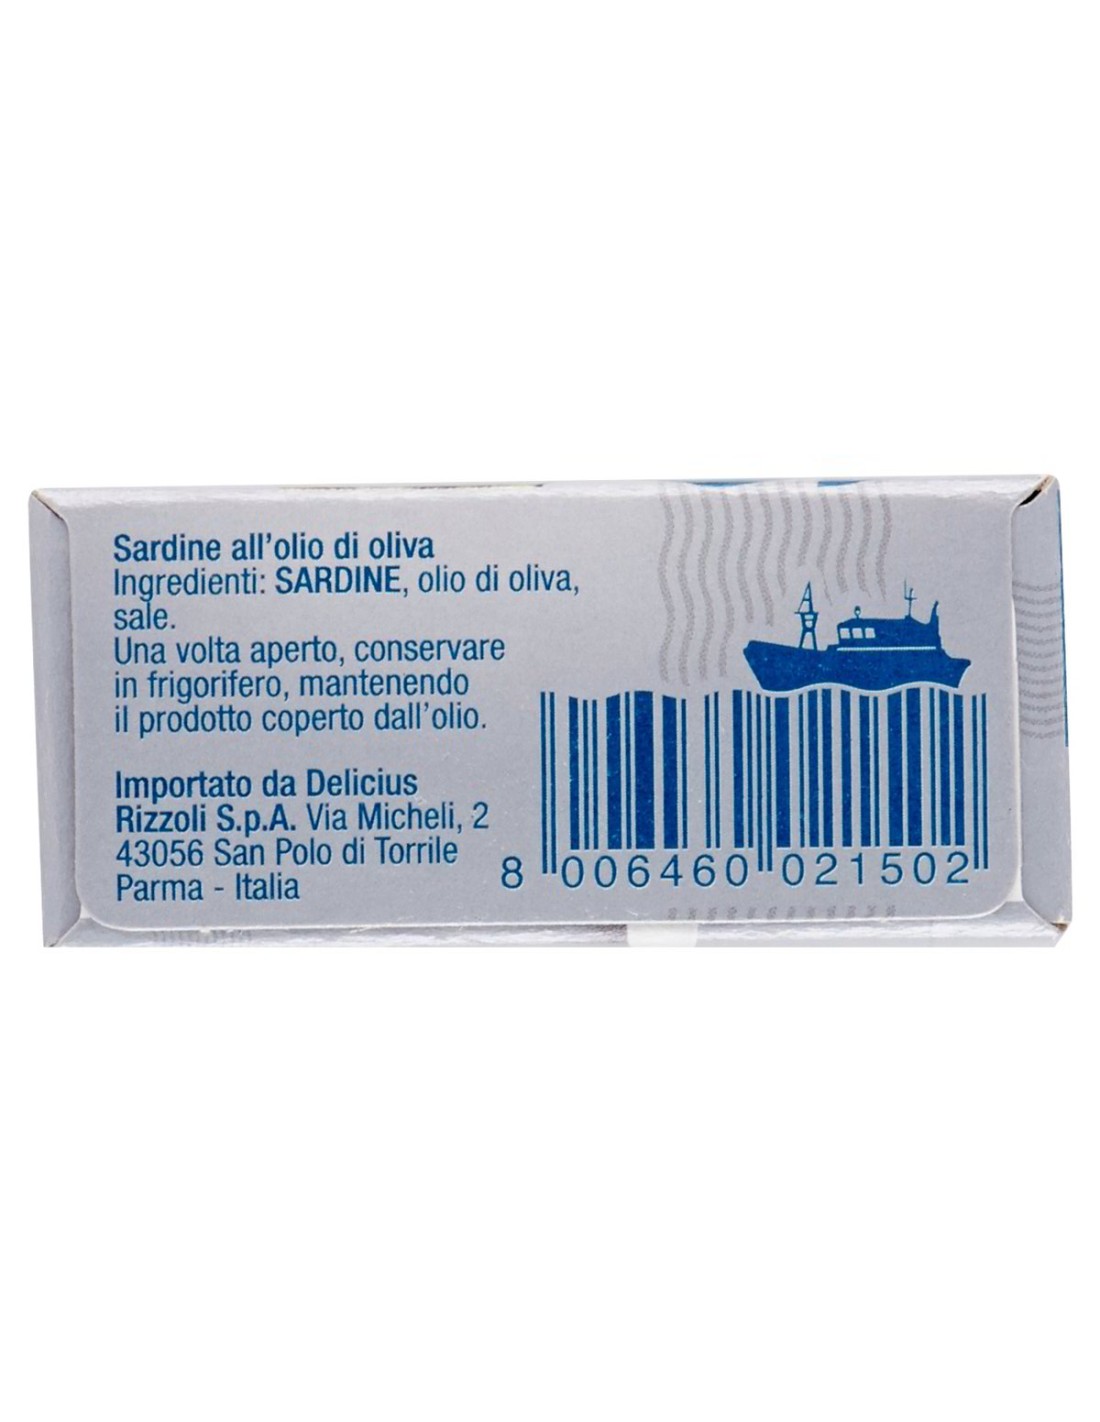 Sardine all'olio di oliva
Ingredienti: SARDINE, olio di oliva,
sale.
Una volta aperto, conservare
in frigorifero, mantenendo
il prodotto coperto dall'olio.
Importato da Delicius
Rizzoli S.p.A. Via Micheli, 2
43056 San Polo di Torrile
Parma - Italia
8 006460 021502